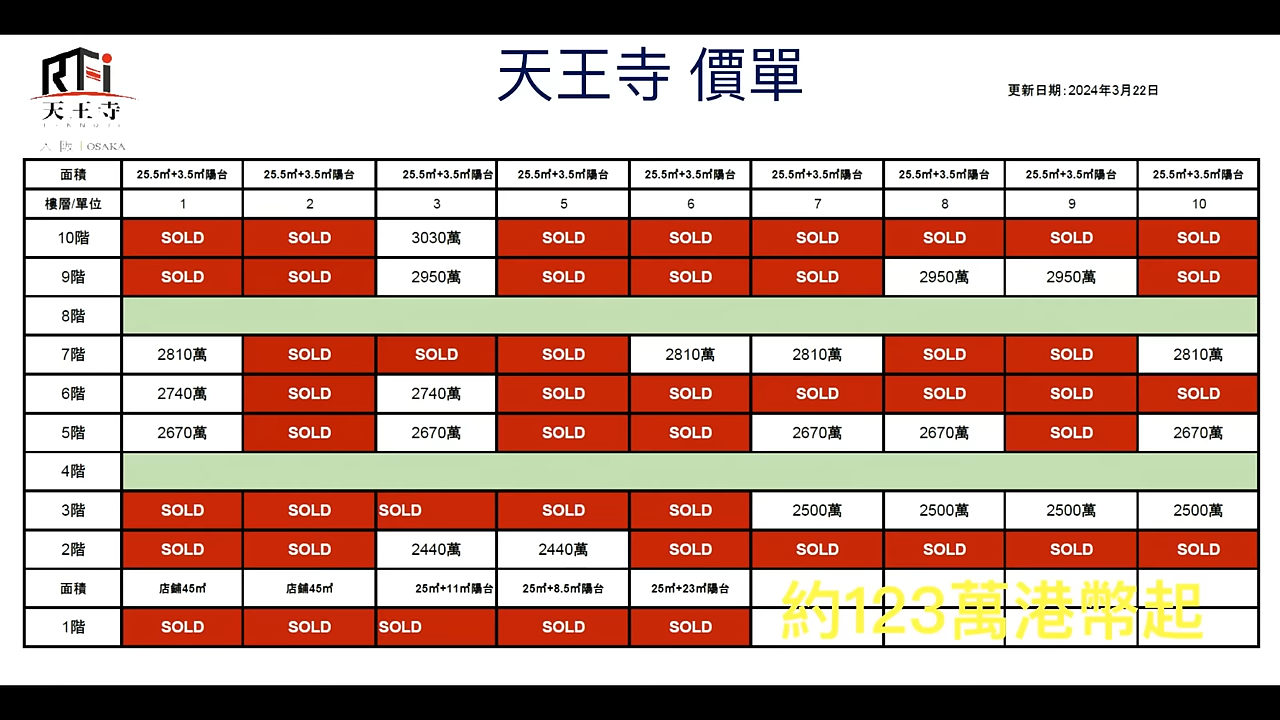 RTi
天王寺
大阪 | OSAKA
天王寺 價單
更新日期：2024年3月22日
面積 25.5㎡+3.5㎡陽台 25.5㎡+3.5㎡陽台 25.5㎡+3.5㎡陽台 25.5㎡+3.5㎡陽台 25.5㎡+3.5㎡陽台 25.5㎡+3.5㎡陽台 25.5㎡+3.5㎡陽台 25.5㎡+3.5㎡陽台 25.5㎡+3.5㎡陽台
樓層/單位 1 2 3 5 6 7 8 9 10
10階 SOLD SOLD 3030萬 SOLD SOLD SOLD SOLD SOLD SOLD
9階 SOLD SOLD 2950萬 SOLD SOLD SOLD 2950萬 2950萬 SOLD
8階
7階 2810萬 SOLD SOLD SOLD 2810萬 2810萬 SOLD SOLD 2810萬
6階 2740萬 SOLD 2740萬 SOLD SOLD SOLD SOLD SOLD SOLD
5階 2670萬 SOLD 2670萬 SOLD SOLD 2670萬 2670萬 SOLD 2670萬
4階
3階 SOLD SOLD SOLD SOLD SOLD 2500萬 2500萬 2500萬 2500萬
2階 SOLD SOLD 2440萬 2440萬 SOLD SOLD SOLD SOLD SOLD
面積 店鋪45㎡ 店鋪45㎡ 25㎡+11㎡陽台 25㎡+8.5㎡陽台 25㎡+23㎡陽台
1階 SOLD SOLD SOLD SOLD SOLD
約123萬港幣起